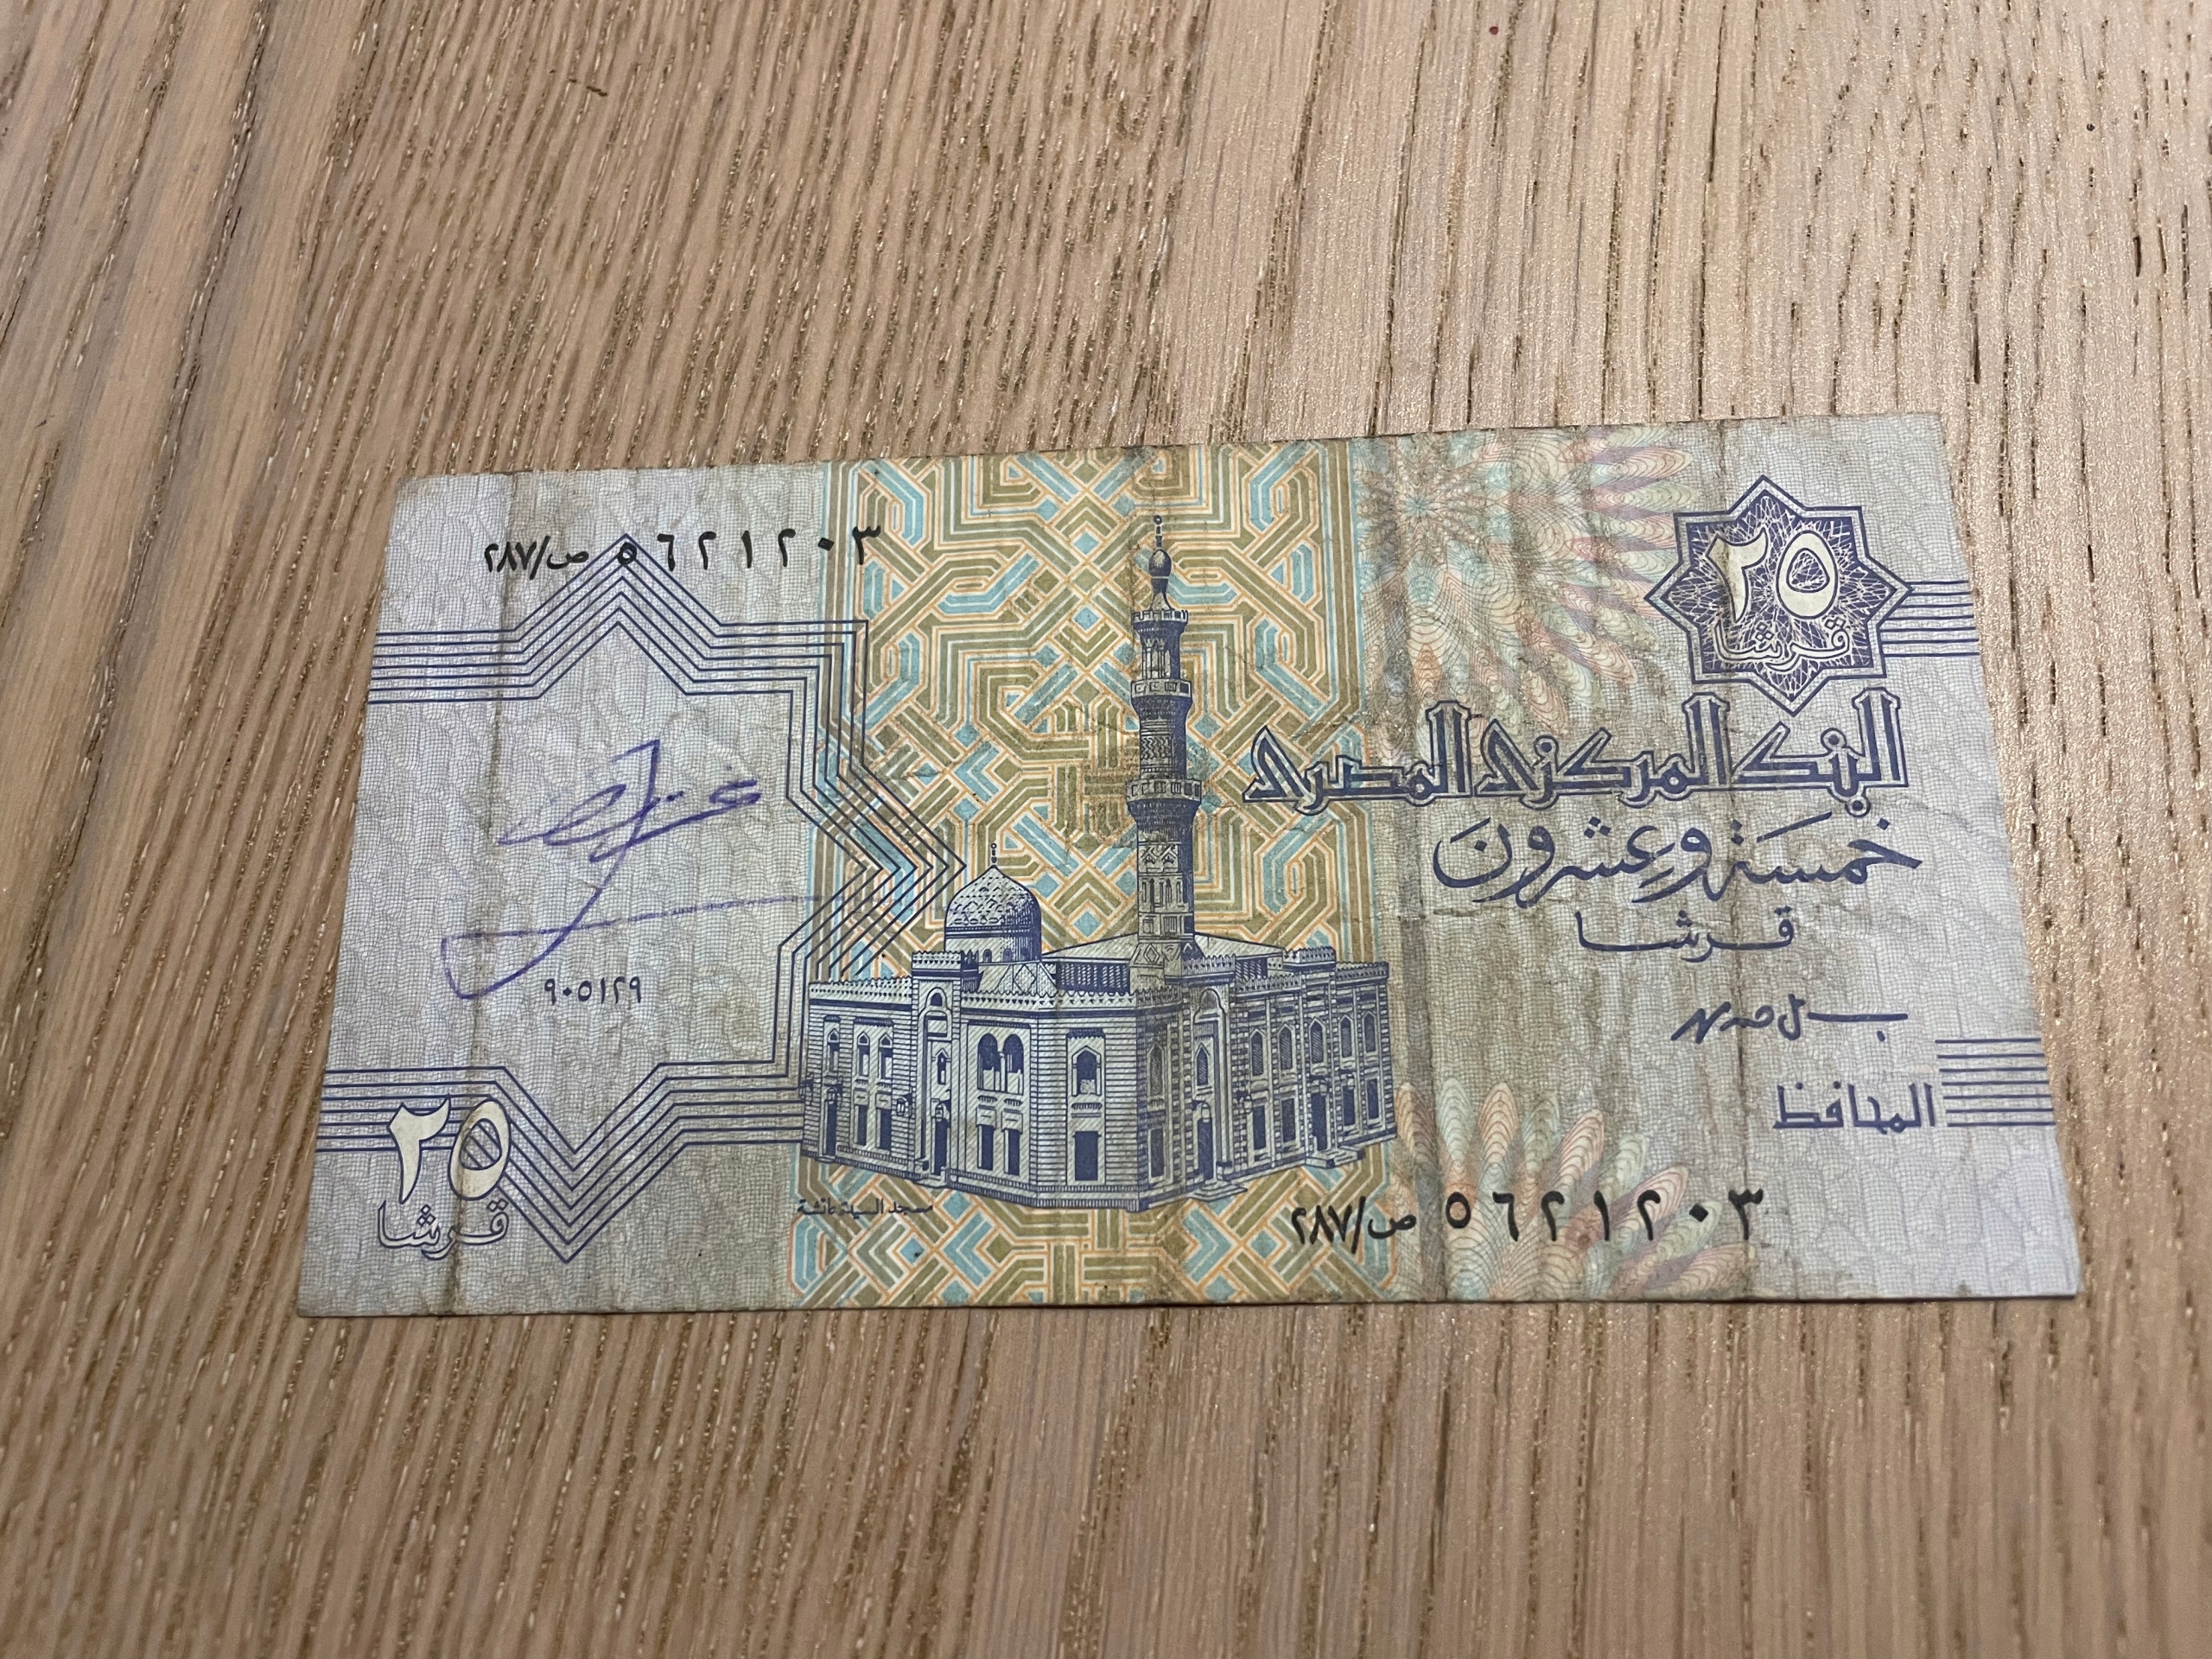 ٢٨٧/ص ٥٦٢١٢٠٣
٢٥
قرشا
البنك المركزى المصرى
خمسة وعشرون
قرشا
المحافظ
٩٠٥١٢٩
٢٥
قرشا
مسجد السيدة عائشة
٢٨٧/ص ٥٦٢١٢٠٣